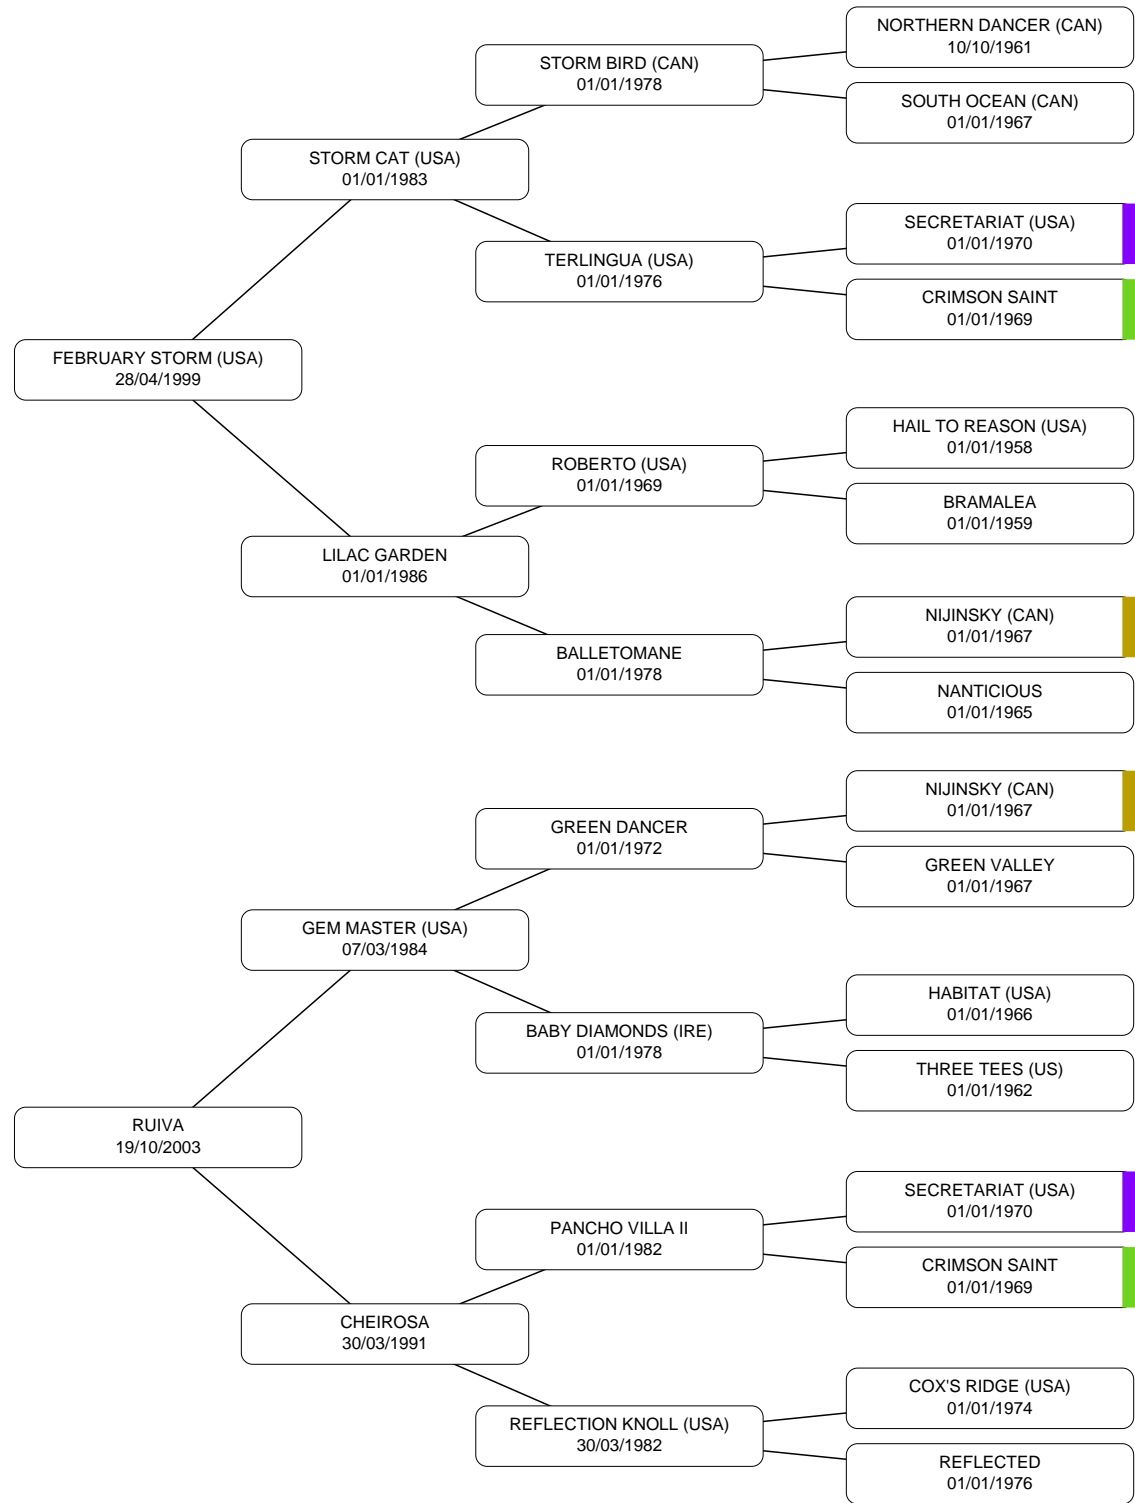 NORTHERN DANCER (CAN)
10/10/1961
STORM BIRD (CAN)
01/01/1978
SOUTH OCEAN (CAN)
01/01/1967
STORM CAT (USA)
01/01/1983
SECRETARIAT (USA)
01/01/1970
TERLINGUA (USA)
01/01/1976
CRIMSON SAINT
01/01/1969
FEBRUARY STORM (USA)
28/04/1999
HAIL TO REASON (USA)
01/01/1958
ROBERTO (USA)
01/01/1969
BRAMALEA
01/01/1959
LILAC GARDEN
01/01/1986
NIJINSKY (CAN)
01/01/1967
BALLETOMANE
01/01/1978
NANTICIOUS
01/01/1965
NIJINSKY (CAN)
01/01/1967
GREEN DANCER
01/01/1972
GREEN VALLEY
01/01/1967
GEM MASTER (USA)
07/03/1984
HABITAT (USA)
01/01/1966
BABY DIAMONDS (IRE)
01/01/1978
THREE TEES (US)
01/01/1962
RUIVA
19/10/2003
SECRETARIAT (USA)
01/01/1970
PANCHO VILLA II
01/01/1982
CRIMSON SAINT
01/01/1969
CHEIROSA
30/03/1991
COX'S RIDGE (USA)
01/01/1974
REFLECTION KNOLL (USA)
30/03/1982
REFLECTED
01/01/1976